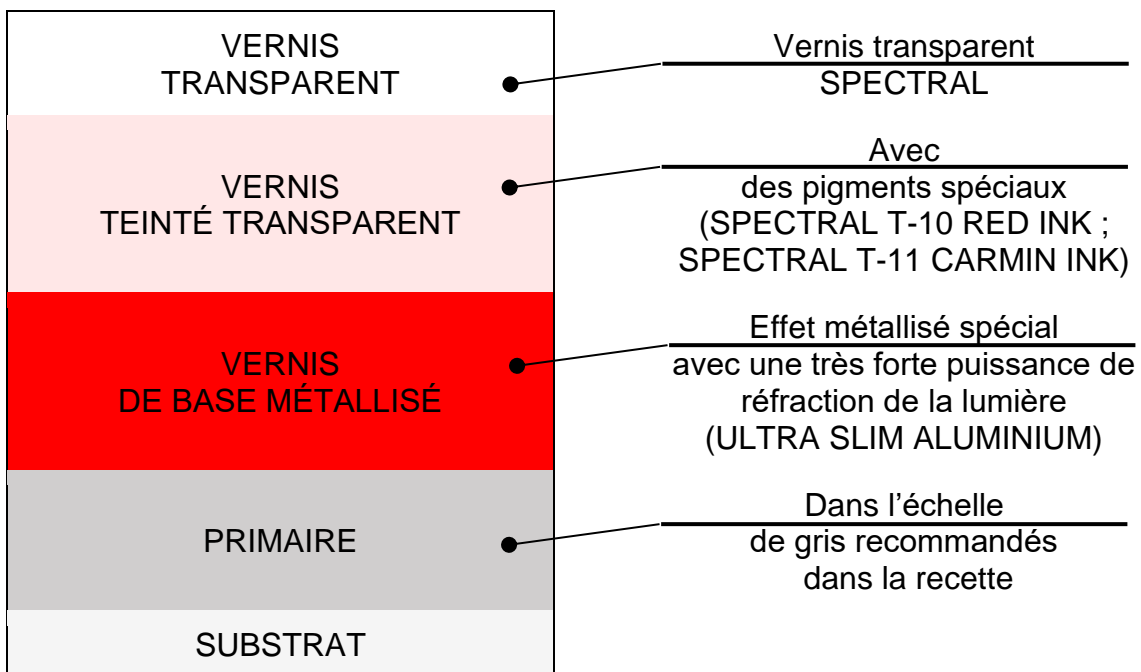 VERNIS
TRANSPARENT
Vernis transparent
SPECTRAL
VERNIS
TEINTÉ TRANSPARENT
Avec
des pigments spéciaux
(SPECTRAL T-10 RED INK ;
SPECTRAL T-11 CARMIN INK)
VERNIS
DE BASE MÉTALLISÉ
Effet métallisé spécial
avec une très forte puissance de
réfraction de la lumière
(ULTRA SLIM ALUMINIUM)
PRIMAIRE
Dans l’échelle
de gris recommandés
dans la recette
SUBSTRAT